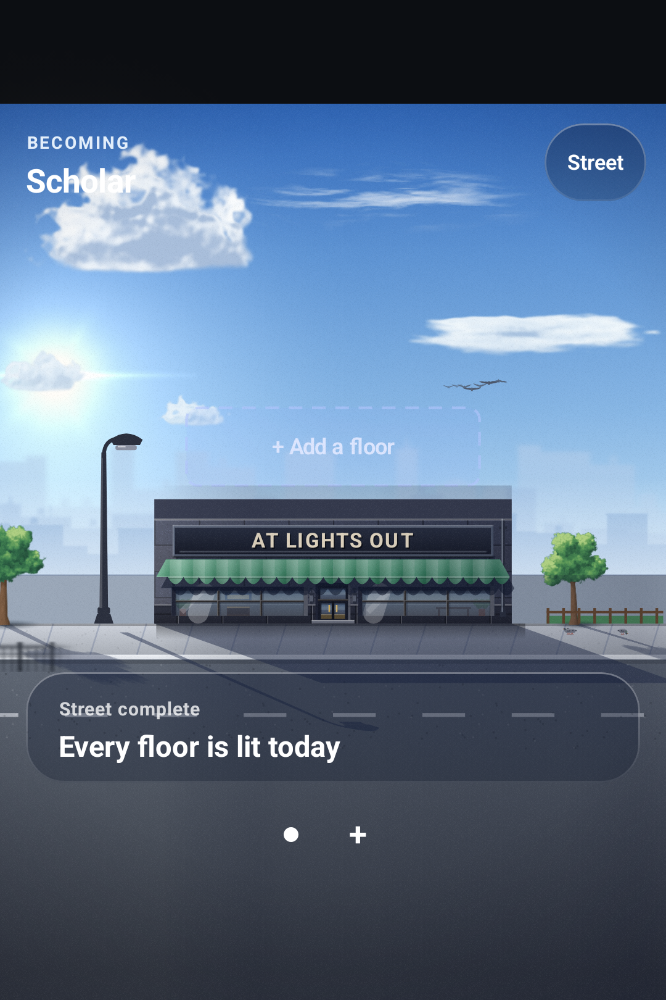 BECOMING
Scholar
Street
+ Add a floor
AT LIGHTS OUT
Street complete
Every floor is lit today
+